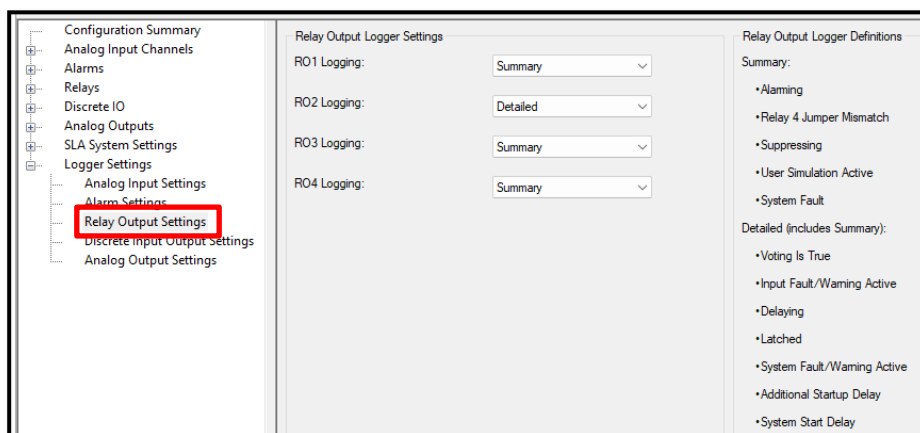 Configuration Summary
Analog Input Channels
Alarms
Relays
Discrete IO
Analog Outputs
SLA System Settings
Logger Settings
Analog Input Settings
Alarm Settings
Relay Output Settings
Discrete Input Output Settings
Analog Output Settings
Relay Output Logger Settings
RO1 Logging: Summary
RO2 Logging: Detailed
RO3 Logging: Summary
RO4 Logging: Summary
Relay Output Logger Definitions
Summary:
•Alarming
•Relay 4 Jumper Mismatch
•Suppressing
•User Simulation Active
•System Fault
Detailed (includes Summary):
•Voting Is True
•Input Fault/Warning Active
•Delaying
•Latched
•System Fault/Warning Active
•Additional Startup Delay
•System Start Delay